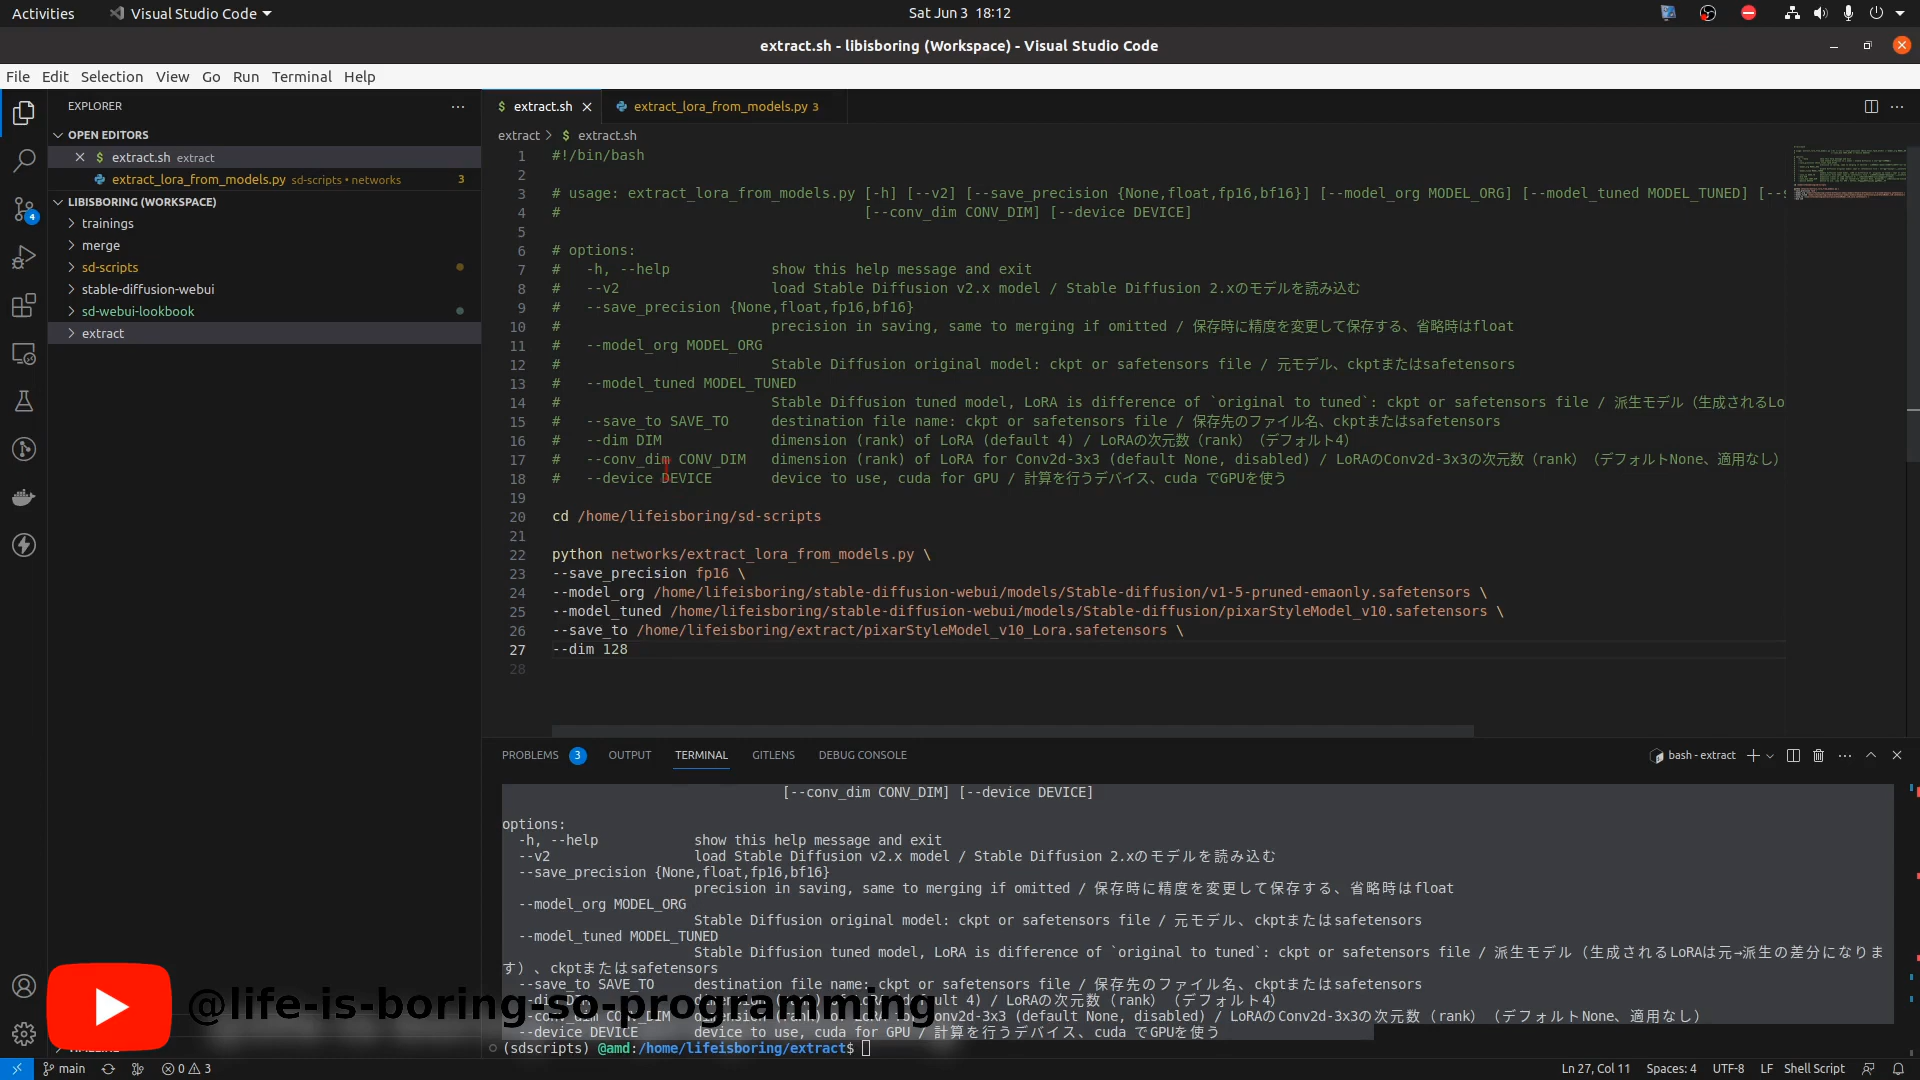 Activities
Visual Studio Code
Sat Jun 3 18:12
extract.sh - libisboring (Workspace) - Visual Studio Code
File Edit Selection View Go Run Terminal Help
EXPLORER
OPEN EDITORS
extract.sh extract
extract_lora_from_models.py sd-scripts • networks 3
LIBISBORING (WORKSPACE)
trainings
merge
sd-scripts
stable-diffusion-webui
sd-webui-lookbook
extract
4
$ extract.sh
extract_lora_from_models.py 3
extract > $ extract.sh
1 #!/bin/bash
2
3 # usage: extract_lora_from_models.py [-h] [--v2] [--save_precision {None,float,fp16,bf16}] [--model_org MODEL_ORG] [--model_tuned MODEL_TUNED] [--s
4 # [--conv_dim CONV_DIM] [--device DEVICE]
5
6 # options:
7 # -h, --help show this help message and exit
8 # --v2 load Stable Diffusion v2.x model / Stable Diffusion 2.xのモデルを読み込む
9 # --save_precision {None,float,fp16,bf16}
10 # precision in saving, same to merging if omitted / 保存時に精度を変更して保存する、省略時はfloat
11 # --model_org MODEL_ORG
12 # Stable Diffusion original model: ckpt or safetensors file / 元モデル、ckptまたはsafetensors
13 # --model_tuned MODEL_TUNED
14 # Stable Diffusion tuned model, LoRA is difference of `original to tuned`: ckpt or safetensors file / 派生モデル（生成されるLo
15 # --save_to SAVE_TO destination file name: ckpt or safetensors file / 保存先のファイル名、ckptまたはsafetensors
16 # --dim DIM dimension (rank) of LoRA (default 4) / LoRAの次元数（rank）（デフォルト4）
17 # --conv_dim CONV_DIM dimension (rank) of LoRA for Conv2d-3x3 (default None, disabled) / LoRAのConv2d-3x3の次元数（rank）（デフォルトNone、適用なし）
18 # --device DEVICE device to use, cuda for GPU / 計算を行うデバイス、cuda でGPUを使う
19
20 cd /home/lifeisboring/sd-scripts
21
22 python networks/extract_lora_from_models.py \
23 --save_precision fp16 \
24 --model_org /home/lifeisboring/stable-diffusion-webui/models/Stable-diffusion/v1-5-pruned-emaonly.safetensors \
25 --model_tuned /home/lifeisboring/stable-diffusion-webui/models/Stable-diffusion/pixarStyleModel_v10.safetensors \
26 --save_to /home/lifeisboring/extract/pixarStyleModel_v10_Lora.safetensors \
27 --dim 128
28
PROBLEMS 3 OUTPUT TERMINAL GITLENS DEBUG CONSOLE
bash - extract
[--conv_dim CONV_DIM] [--device DEVICE]
options:
-h, --help show this help message and exit
--v2 load Stable Diffusion v2.x model / Stable Diffusion 2.xのモデルを読み込む
--save_precision {None,float,fp16,bf16}
precision in saving, same to merging if omitted / 保存時に精度を変更して保存する、省略時はfloat
--model_org MODEL_ORG
Stable Diffusion original model: ckpt or safetensors file / 元モデル、ckptまたはsafetensors
--model_tuned MODEL_TUNED
Stable Diffusion tuned model, LoRA is difference of `original to tuned`: ckpt or safetensors file / 派生モデル（生成されるLoRAは元→派生の差分になりま
す）、ckptまたはsafetensors
--save_to SAVE_TO destination file name: ckpt or safetensors file / 保存先のファイル名、ckptまたはsafetensors
--dim DIM dimension (rank) of LoRA (default 4) / LoRAの次元数（rank）（デフォルト4）
--conv_dim CONV_DIM dimension (rank) of LoRA for Conv2d-3x3 (default None, disabled) / LoRAのConv2d-3x3の次元数（rank）（デフォルトNone、適用なし）
--device DEVICE device to use, cuda for GPU / 計算を行うデバイス、cuda でGPUを使う
(sdscripts) @amd:/home/lifeisboring/extract$
@life-is-boring-so-programming
main 0 3
Ln 27, Col 11 Spaces: 4 UTF-8 LF Shell Script